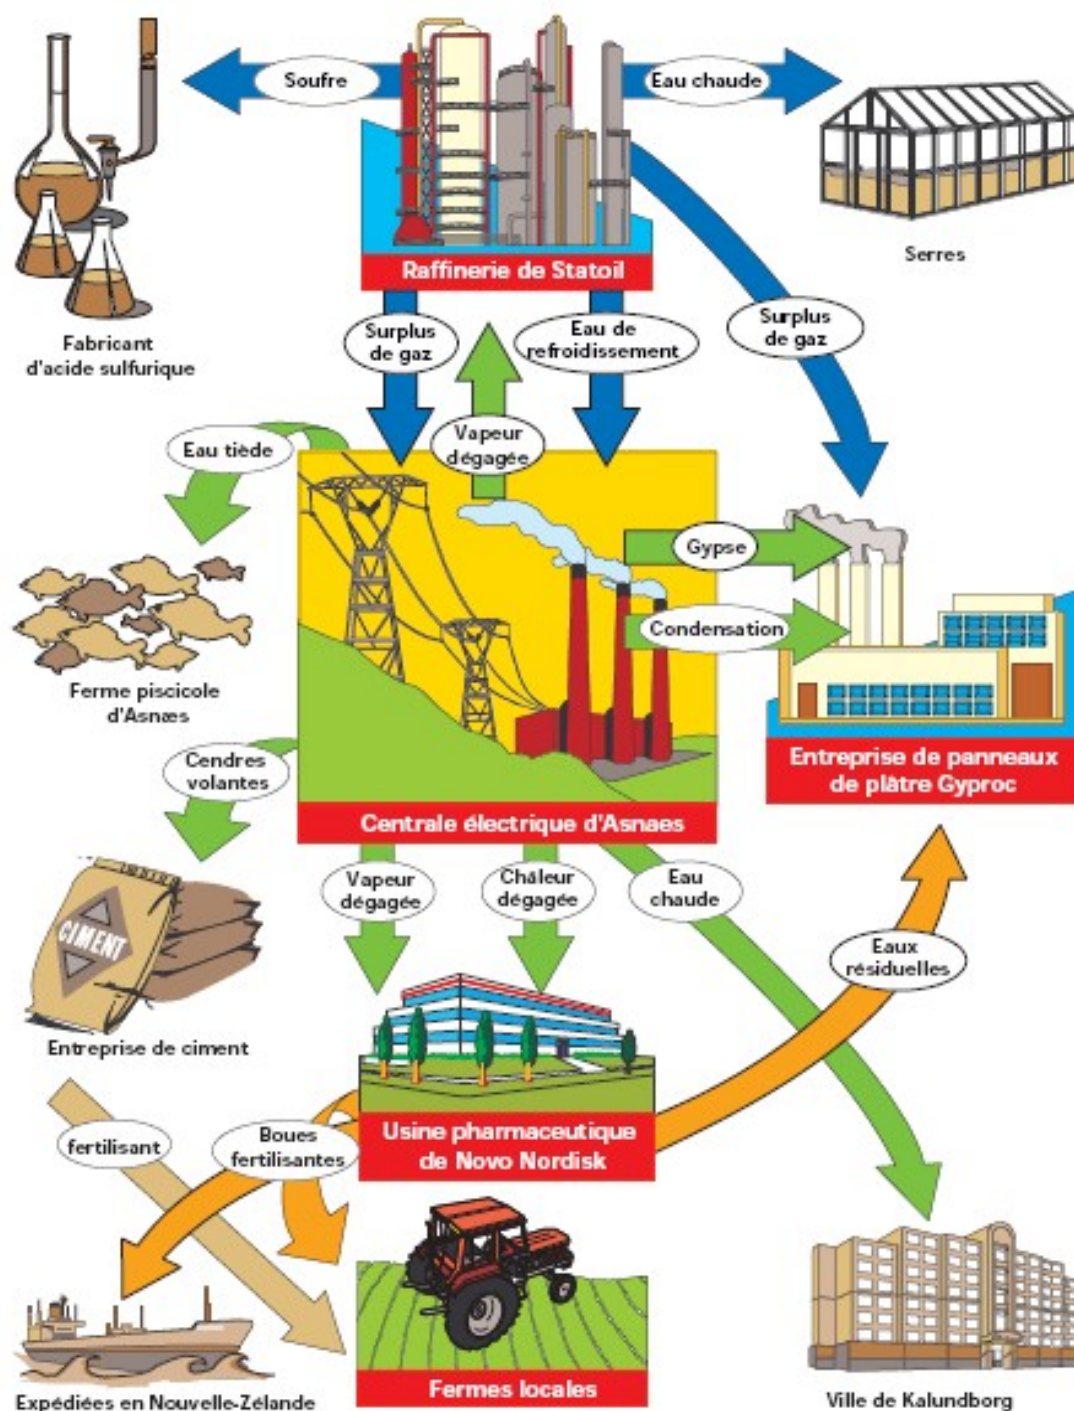 Soufre
Eau chaude
Serres
Raffinerie de Statoil
Fabricant
d'acide sulfurique
Surplus
de gaz
Eau de
refroidissement
Surplus
de gaz
Vapeur
dégagée
Eau tiède
Gypse
Condensation
Ferme piscicole
d'Asnæs
Cendres
volantes
Entreprise de panneaux
de plâtre Gyproc
Centrale électrique d'Asnaes
Vapeur
dégagée
Châleur
dégagée
Eau
chaude
CIMENT
Eaux
résiduelles
Entreprise de ciment
fertilisant
Boues
fertilisantes
Usine pharmaceutique
de Novo Nordisk
Expédiées en Nouvelle-Zélande
Fermes locales
Ville de Kalundborg